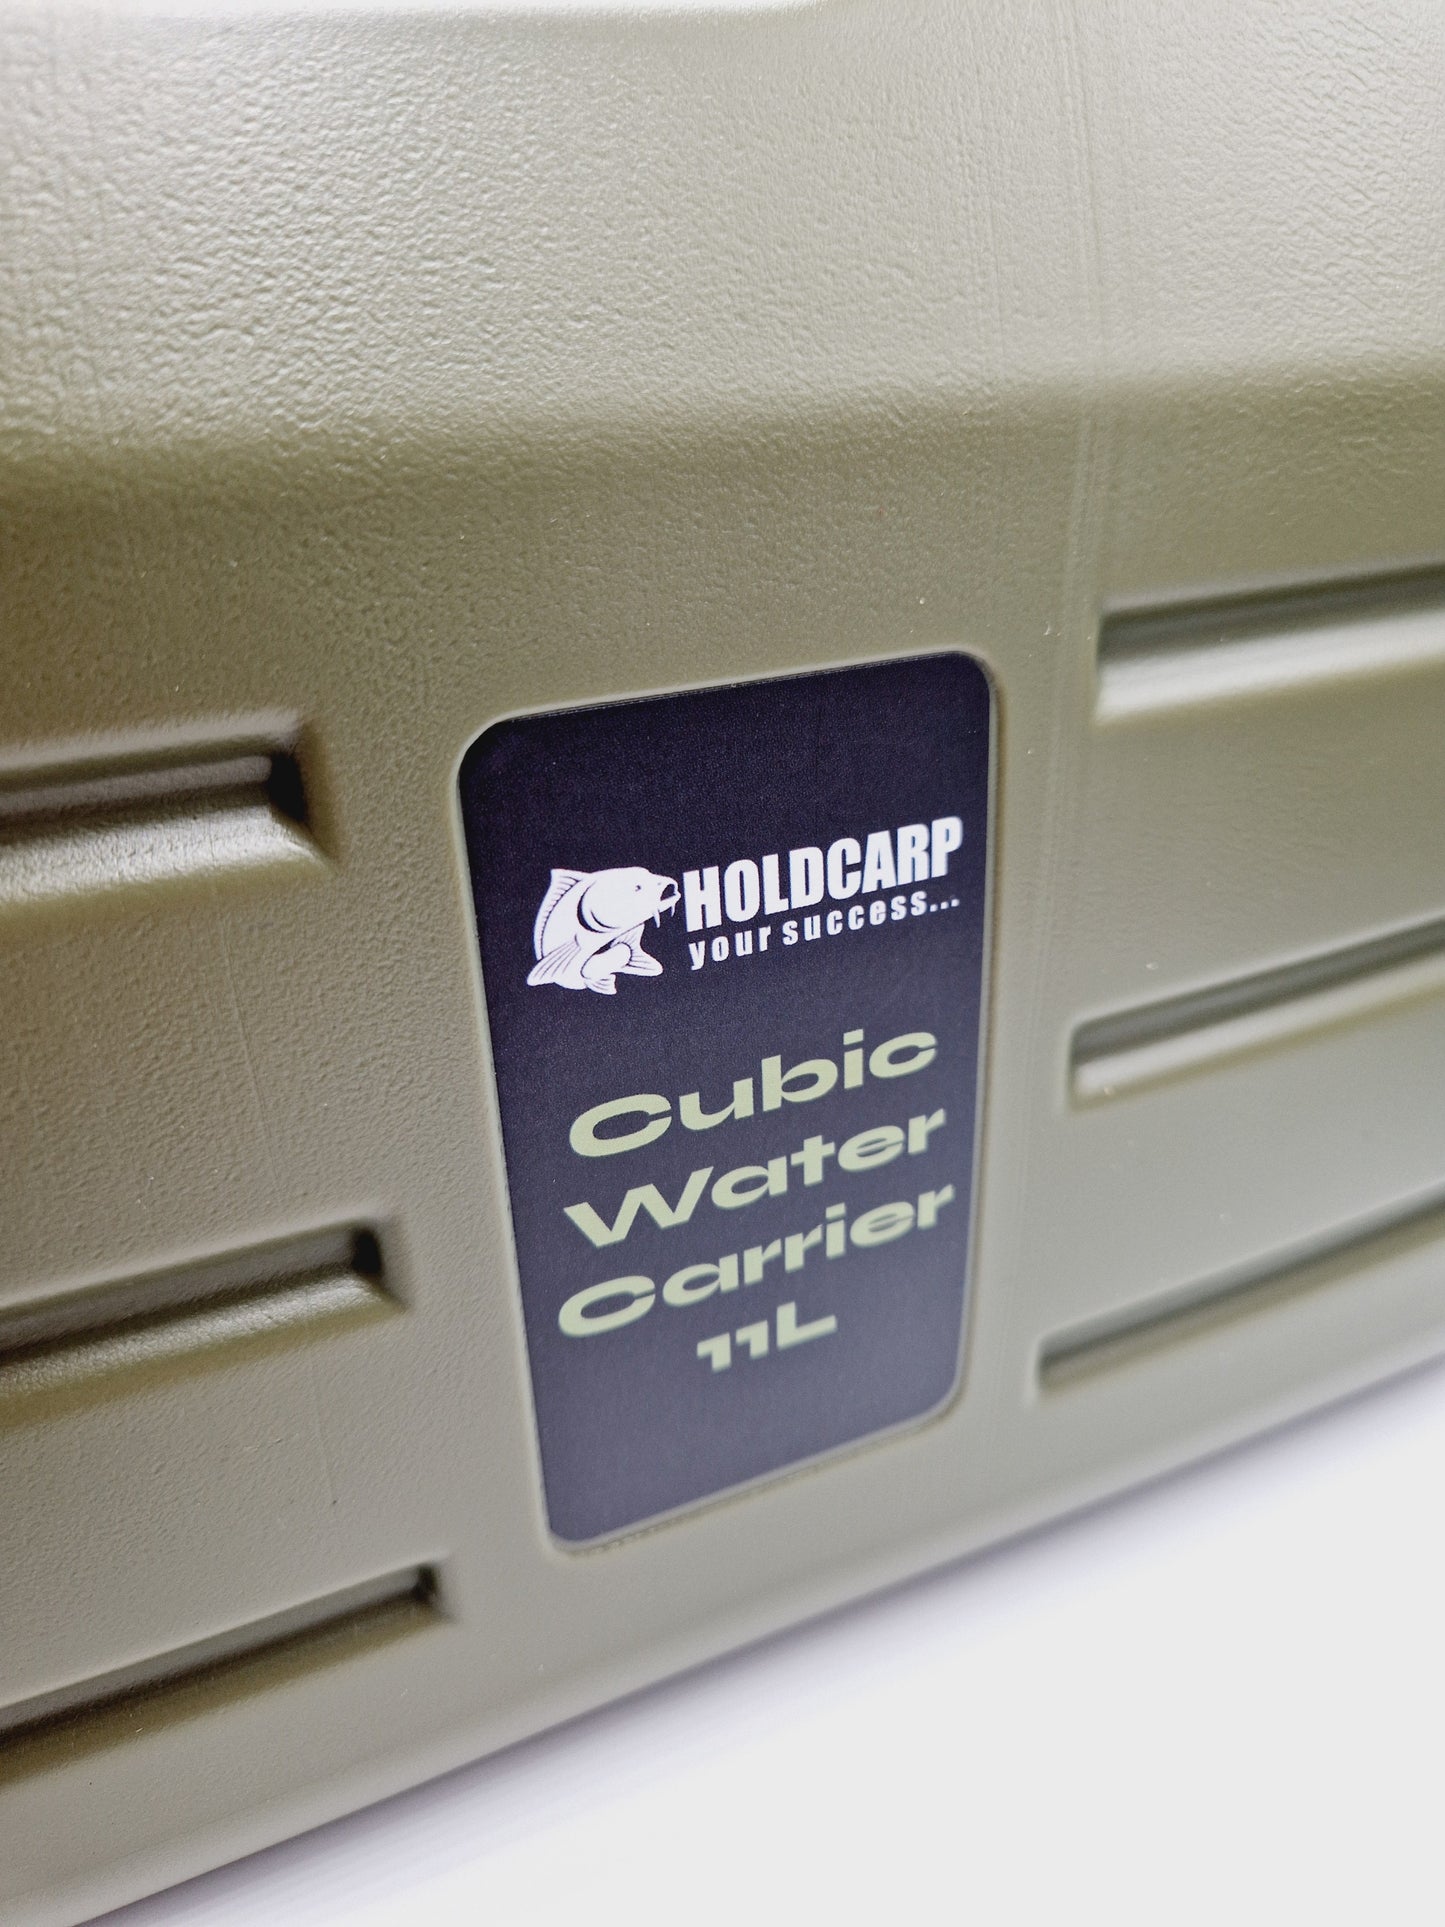 HOLDCARP
your success...
Cubic
Water
Carrier
11L